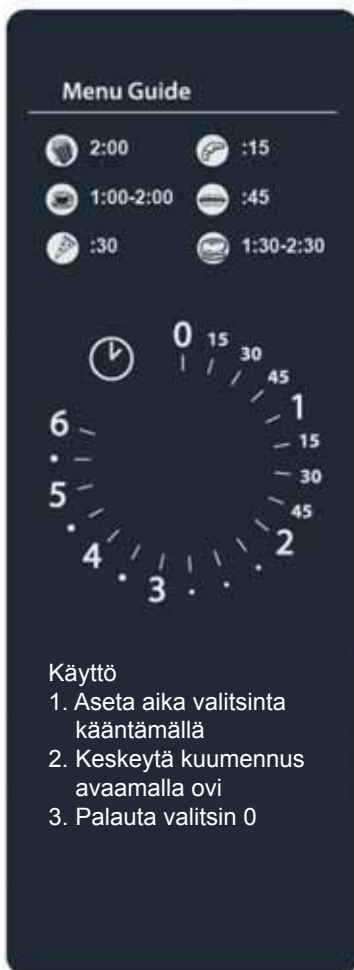 Menu Guide
2:00 :15
1:00-2:00 :45
:30 1:30-2:30
0 15 30 45
1 15 30 45
2
3
4
5
6
Käyttö
1. Aseta aika valitsinta
kääntämällä
2. Keskeytä kuumennus
avaamalla ovi
3. Palauta valitsin 0